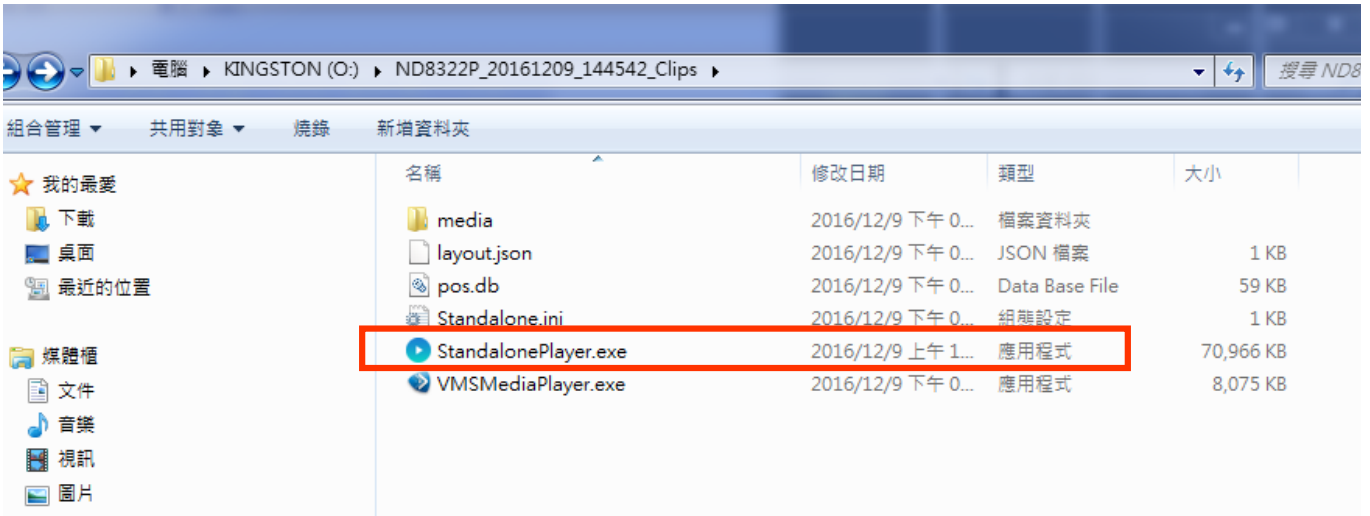 電腦 KINGSTON (O:) ND8322P_20161209_144542_Clips 搜尋 ND8
組合管理 共用對象 燒錄 新增資料夾
名稱 修改日期 類型 大小
我的最愛
下載
桌面
最近的位置
媒體櫃
文件
音樂
視訊
圖片
media 2016/12/9 下午 0... 檔案資料夾
layout.json 2016/12/9 下午 0... JSON 檔案 1 KB
pos.db 2016/12/9 下午 0... Data Base File 59 KB
Standalone.ini 2016/12/9 下午 0... 組態設定 1 KB
StandalonePlayer.exe 2016/12/9 上午 1... 應用程式 70,966 KB
VMSMediaPlayer.exe 2016/12/9 下午 0... 應用程式 8,075 KB